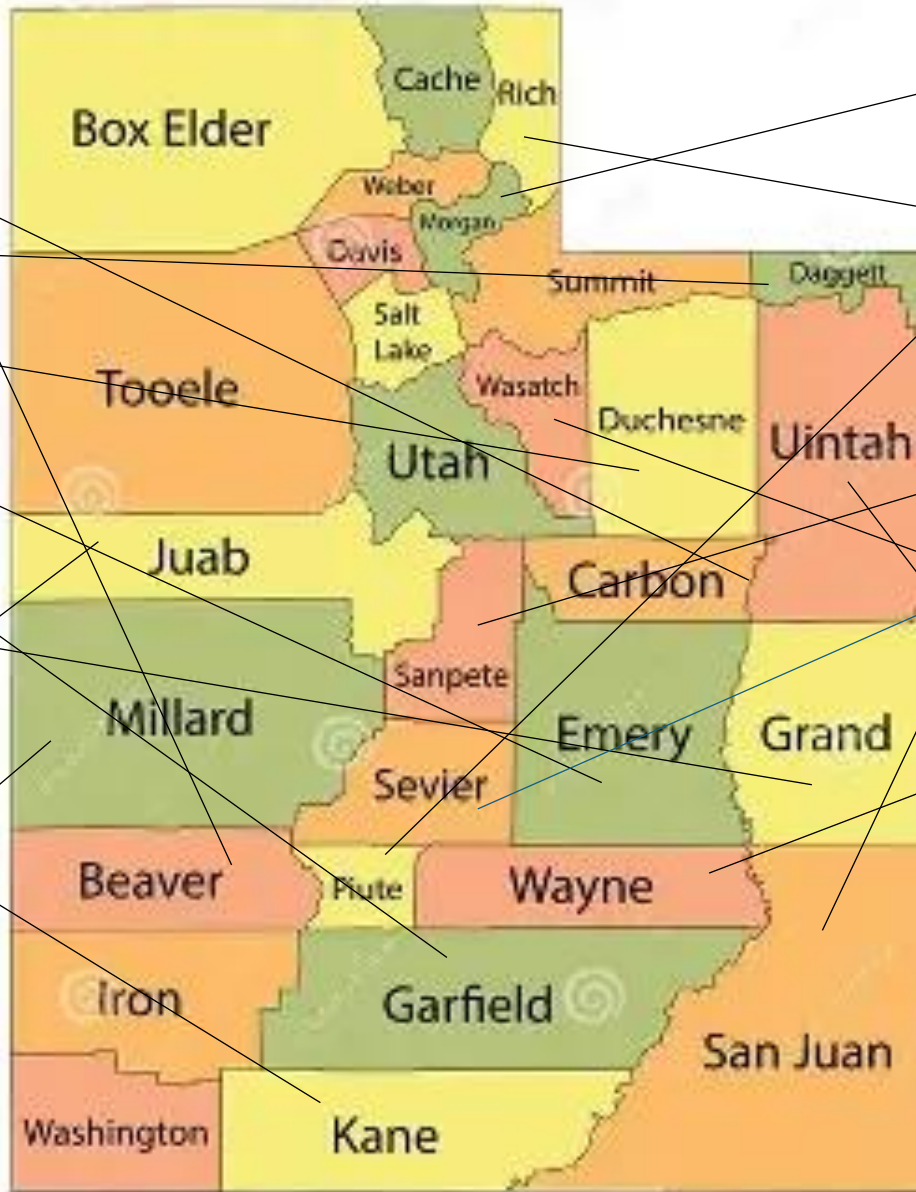 Cache
Rich
Box Elder
Weber
Morgan
Davis
Summit
Daggett
Salt
Lake
Tooele
Wasatch
Duchesne
Uintah
Utah
Juab
Carbon
Sanpete
Millard
Emery
Grand
Sevier
Beaver
Piute
Wayne
Iron
Garfield
San Juan
Washington
Kane